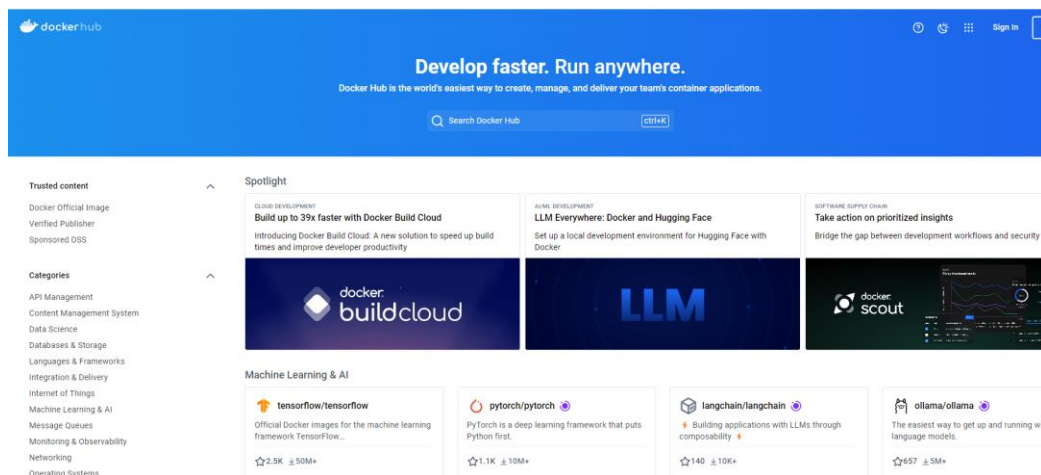 dockerhub
Sign In
Develop faster. Run anywhere.
Docker Hub is the world's easiest way to create, manage, and deliver your team's container applications.
Search Docker Hub
ctrl+K
Trusted content
Docker Official Image
Verified Publisher
Sponsored OSS
Categories
API Management
Content Management System
Data Science
Databases & Storage
Languages & Frameworks
Integration & Delivery
Internet of Things
Machine Learning & AI
Message Queues
Monitoring & Observability
Networking
Operating Systems
Spotlight
CLOUD DEVELOPMENT
Build up to 39x faster with Docker Build Cloud
Introducing Docker Build Cloud: A new solution to speed up build
times and improve developer productivity
docker.
buildcloud
AI/ML DEVELOPMENT
LLM Everywhere: Docker and Hugging Face
Set up a local development environment for Hugging Face with
Docker
LLM
SOFTWARE SUPPLY CHAIN
Take action on prioritized insights
Bridge the gap between development workflows and security
docker.
scout
Machine Learning & AI
tensorflow/tensorflow
Official Docker images for the machine learning
framework TensorFlow...
2.5K 50M+
pytorch/pytorch
PyTorch is a deep learning framework that puts
Python first.
1.1K 10M+
langchain/langchain
Building applications with LLMs through
composability
140 10K+
ollama/ollama
The easiest way to get up and running
language models.
657 5M+